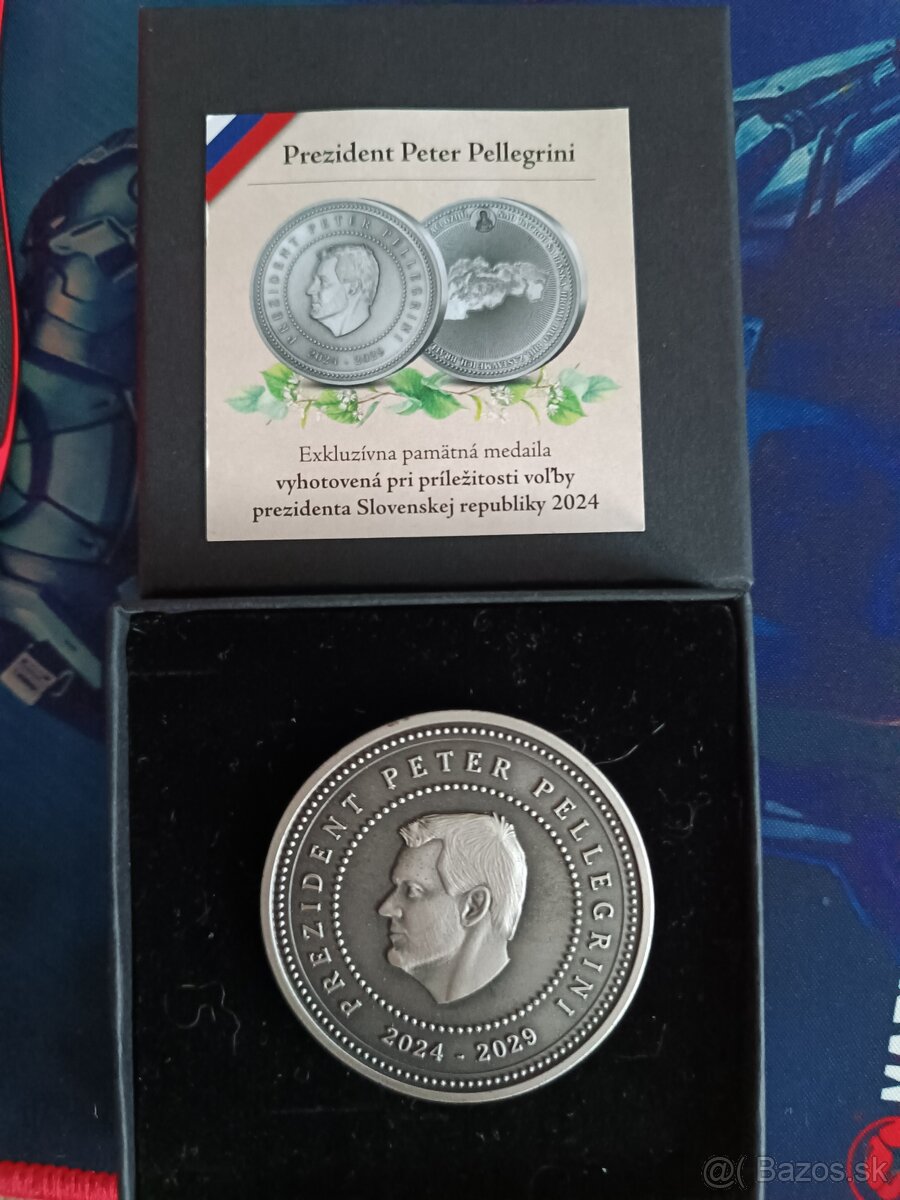 Prezident Peter Pellegrini
PREZIDENT PETER PELLEGRINI
2024 - 2029
Exkluzívna pamätná medaila
vyhotovená pri príležitosti voľby
prezidenta Slovenskej republiky 2024
PREZIDENT PETER PELLEGRINI
2024 - 2029
@( Bazos.sk